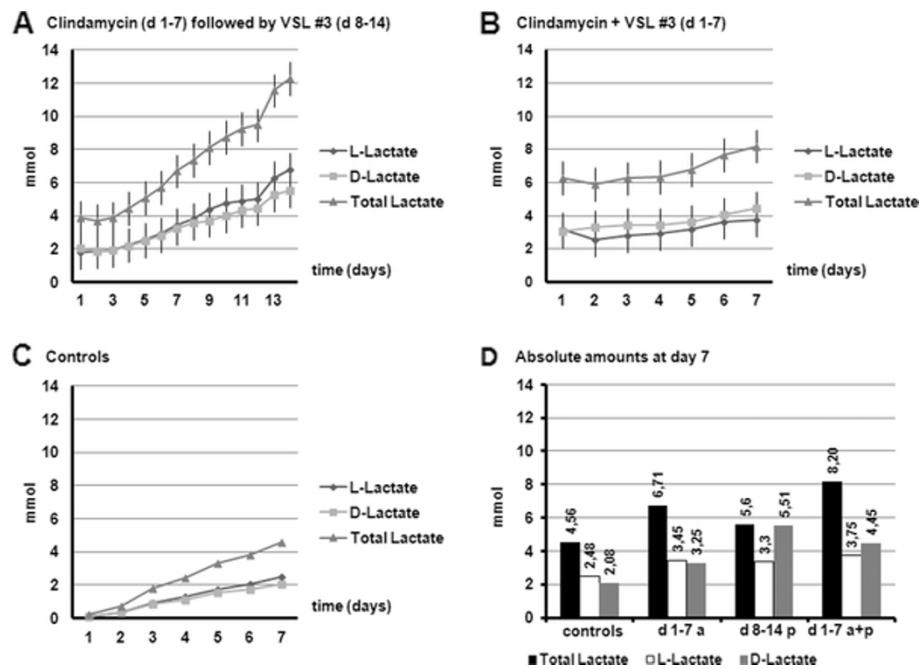 A Clindamycin (d 1-7) followed by VSL #3 (d 8-14)
14
12
10
8
6
4
2
0
mmol
L-Lactate
D-Lactate
Total Lactate
time (days)
1 3 5 7 9 11 13
B Clindamycin + VSL #3 (d 1-7)
14
12
10
8
6
4
2
0
mmol
L-Lactate
D-Lactate
Total Lactate
time (days)
1 2 3 4 5 6 7
C Controls
14
12
10
8
6
4
2
0
mmol
L-Lactate
D-Lactate
Total Lactate
time (days)
1 2 3 4 5 6 7
D Absolute amounts at day 7
14
12
10
8
6
4
2
0
mmol
4,56 2,48 2,08 6,71 3,45 3,25 5,6 3,3 5,51 8,20 3,75 4,45
controls d 1-7 a d 8-14 p d 1-7 a+p
Total Lactate L-Lactate D-Lactate